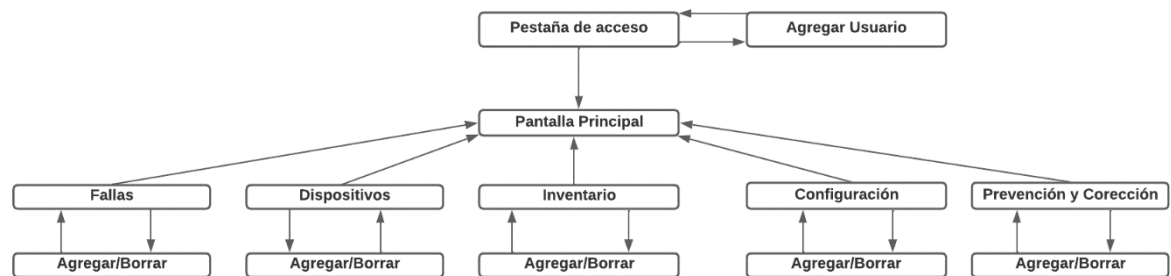 Pestaña de acceso
Agregar Usuario
Pantalla Principal
Fallas
Dispositivos
Inventario
Configuración
Prevención y Corección
Agregar/Borrar
Agregar/Borrar
Agregar/Borrar
Agregar/Borrar
Agregar/Borrar